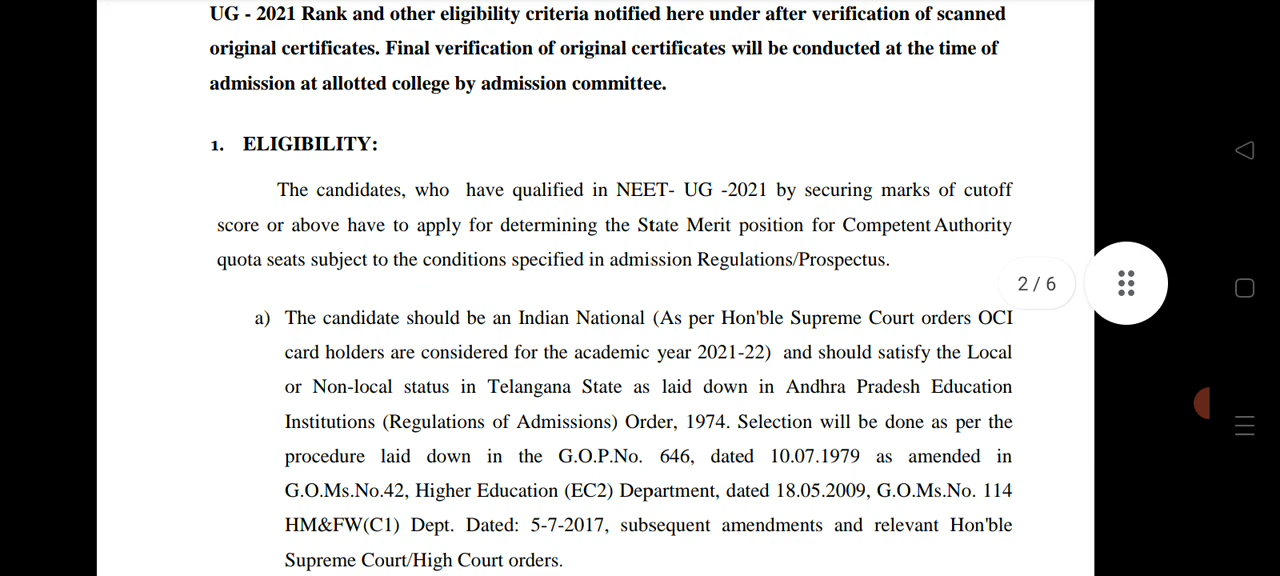 UG - 2021 Rank and other eligibility criteria notified here under after verification of scanned
original certificates. Final verification of original certificates will be conducted at the time of
admission at allotted college by admission committee.
1. ELIGIBILITY:
The candidates, who have qualified in NEET- UG -2021 by securing marks of cutoff
score or above have to apply for determining the State Merit position for Competent Authority
quota seats subject to the conditions specified in admission Regulations/Prospectus.
2 / 6
a) The candidate should be an Indian National (As per Hon'ble Supreme Court orders OCI
card holders are considered for the academic year 2021-22) and should satisfy the Local
or Non-local status in Telangana State as laid down in Andhra Pradesh Education
Institutions (Regulations of Admissions) Order, 1974. Selection will be done as per the
procedure laid down in the G.O.P.No. 646, dated 10.07.1979 as amended in
G.O.Ms.No.42, Higher Education (EC2) Department, dated 18.05.2009, G.O.Ms.No. 114
HM&FW(C1) Dept. Dated: 5-7-2017, subsequent amendments and relevant Hon'ble
Supreme Court/High Court orders.